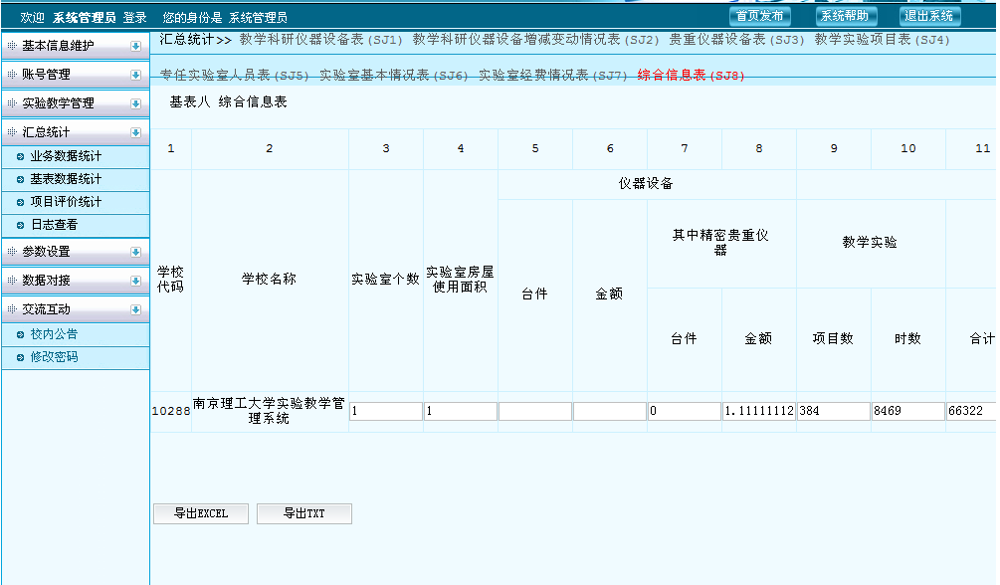 欢迎 系统管理员 登录 您的身份是 系统管理员 首页发布 系统帮助 退出系统
基本信息维护
账号管理
实验教学管理
汇总统计
业务数据统计
基表数据统计
项目评价统计
日志查看
参数设置
数据对接
交流互动
校内公告
修改密码
汇总统计>> 教学科研仪器设备表(SJ1) 教学科研仪器设备增减变动情况表(SJ2) 贵重仪器设备表(SJ3) 教学实验项目表(SJ4)
专任实验室人员表(SJ5) 实验室基本情况表(SJ6) 实验室经费情况表(SJ7) 综合信息表(SJ8)
基表八 综合信息表
1 2 3 4 5 6 7 8 9 10 11
仪器设备
其中精密贵重仪
器
教学实验
学校
代码
学校名称
实验室个数
实验室房屋
使用面积
台件
金额
台件 金额 项目数 时数 合计
10288
南京理工大学实验教学管
理系统
1 1 0 1.11111112 384 8469 66322
导出EXCEL 导出TXT